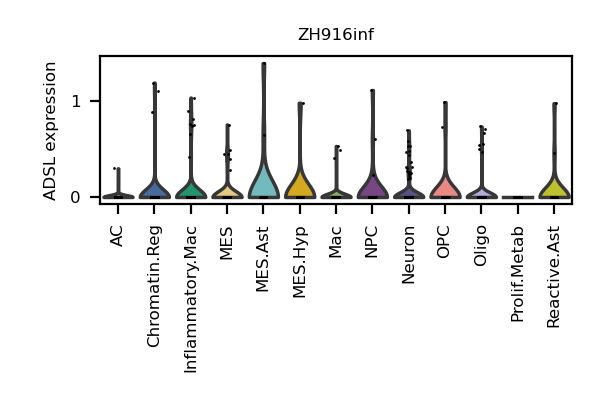 ZH916inf
ADSL expression
1
0
AC
Chromatin.Reg
Inflammatory.Mac
MES
MES.Ast
MES.Hyp
Mac
NPC
Neuron
OPC
Oligo
Prolif.Metab
Reactive.Ast